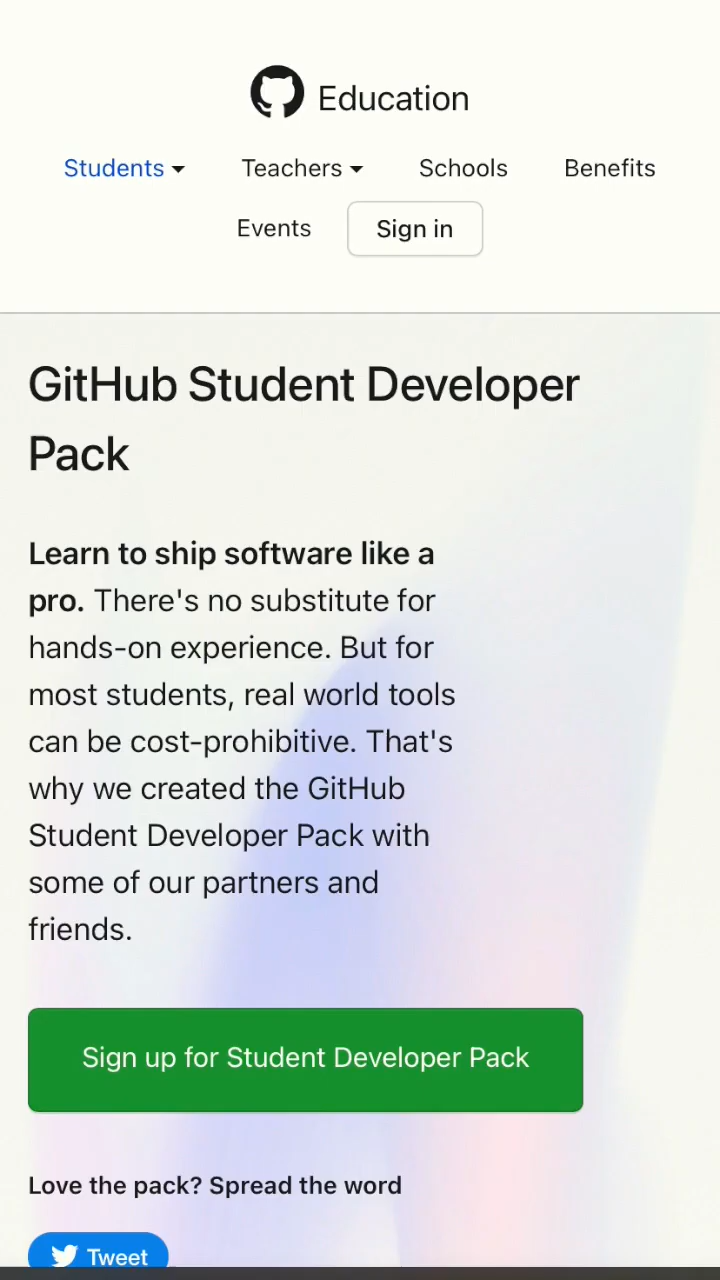 Education
Students Teachers Schools Benefits
Events Sign in
GitHub Student Developer
Pack
Learn to ship software like a
pro. There's no substitute for
hands-on experience. But for
most students, real world tools
can be cost-prohibitive. That's
why we created the GitHub
Student Developer Pack with
some of our partners and
friends.
Sign up for Student Developer Pack
Love the pack? Spread the word
Tweet